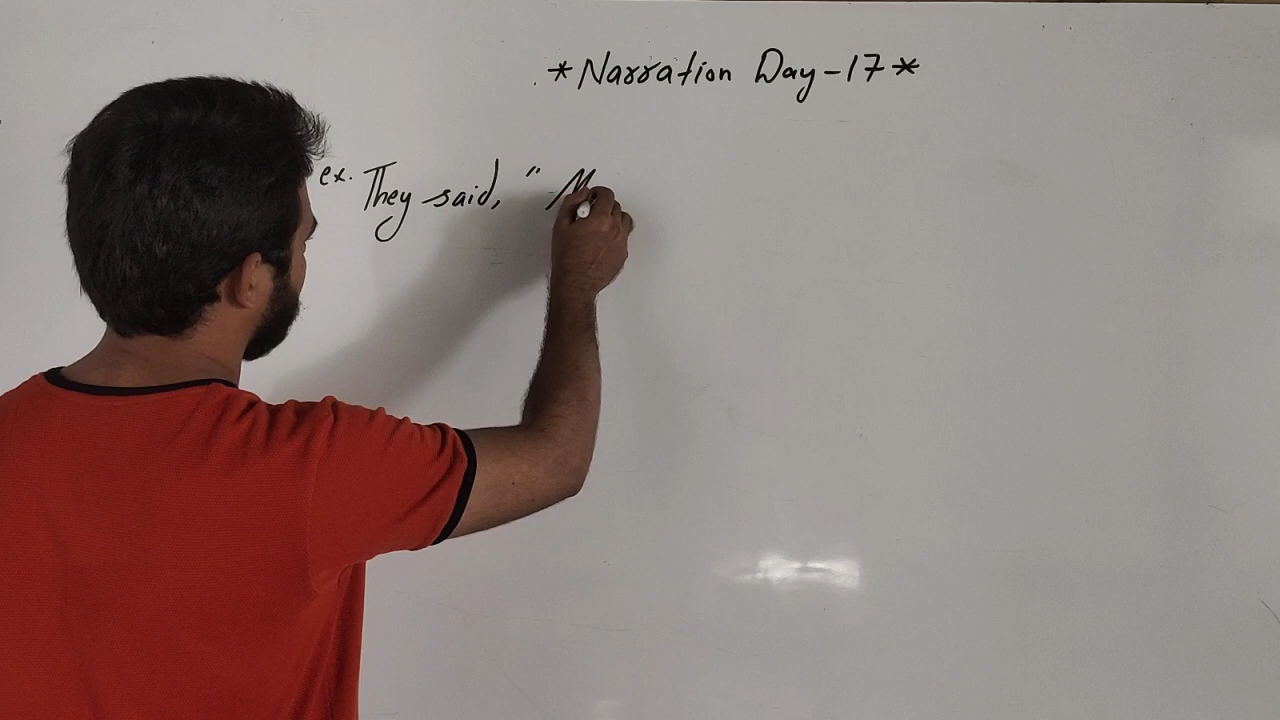 *Narration Day-17*
ex. They said, " M